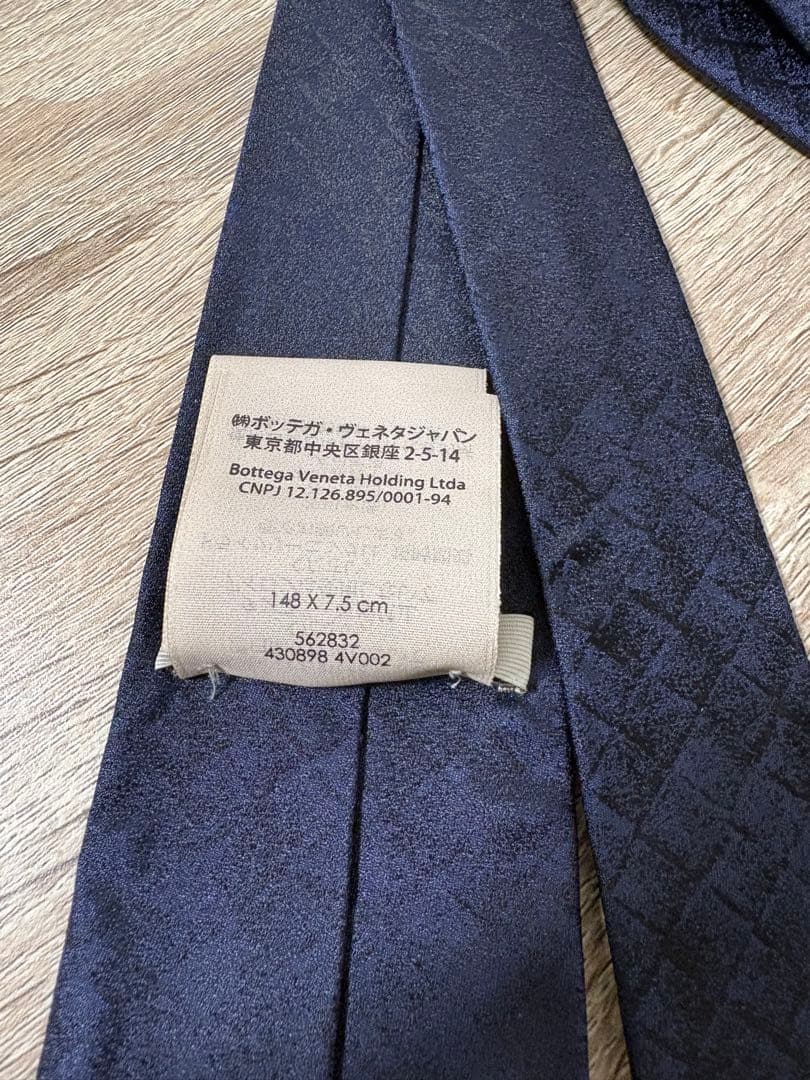 ㈱ボッテガ・ヴェネタジャパン
東京都中央区銀座 2-5-14
Bottega Veneta Holding Ltda
CNPJ 12.126.895/0001-94
148 X 7.5 cm
562832
430898 4V002